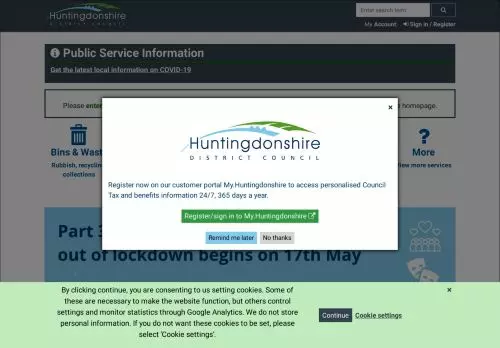 Huntingdonshire
DISTRICT COUNCIL
Enter search term
My Account
Sign in / Register
Public Service Information
Get the latest local information on COVID-19
Please enter
homepage.
×
Huntingdonshire
DISTRICT COUNCIL
Register now on our customer portal My.Huntingdonshire to access personalised Council
Tax and benefits information 24/7, 365 days a year.
Register/sign in to My.Huntingdonshire
Remind me later
No thanks
Bins & Wast
Rubbish, recycling
collections
?
More
View more services
Part 3
out of lockdown begins on 17th May
By clicking continue, you are consenting to us setting cookies. Some of
these are necessary to make the website function, but others control
settings and monitor statistics through Google Analytics. We do not store
personal information. If you do not want these cookies to be set, please
select 'Cookie settings'.
Continue
Cookie settings
×